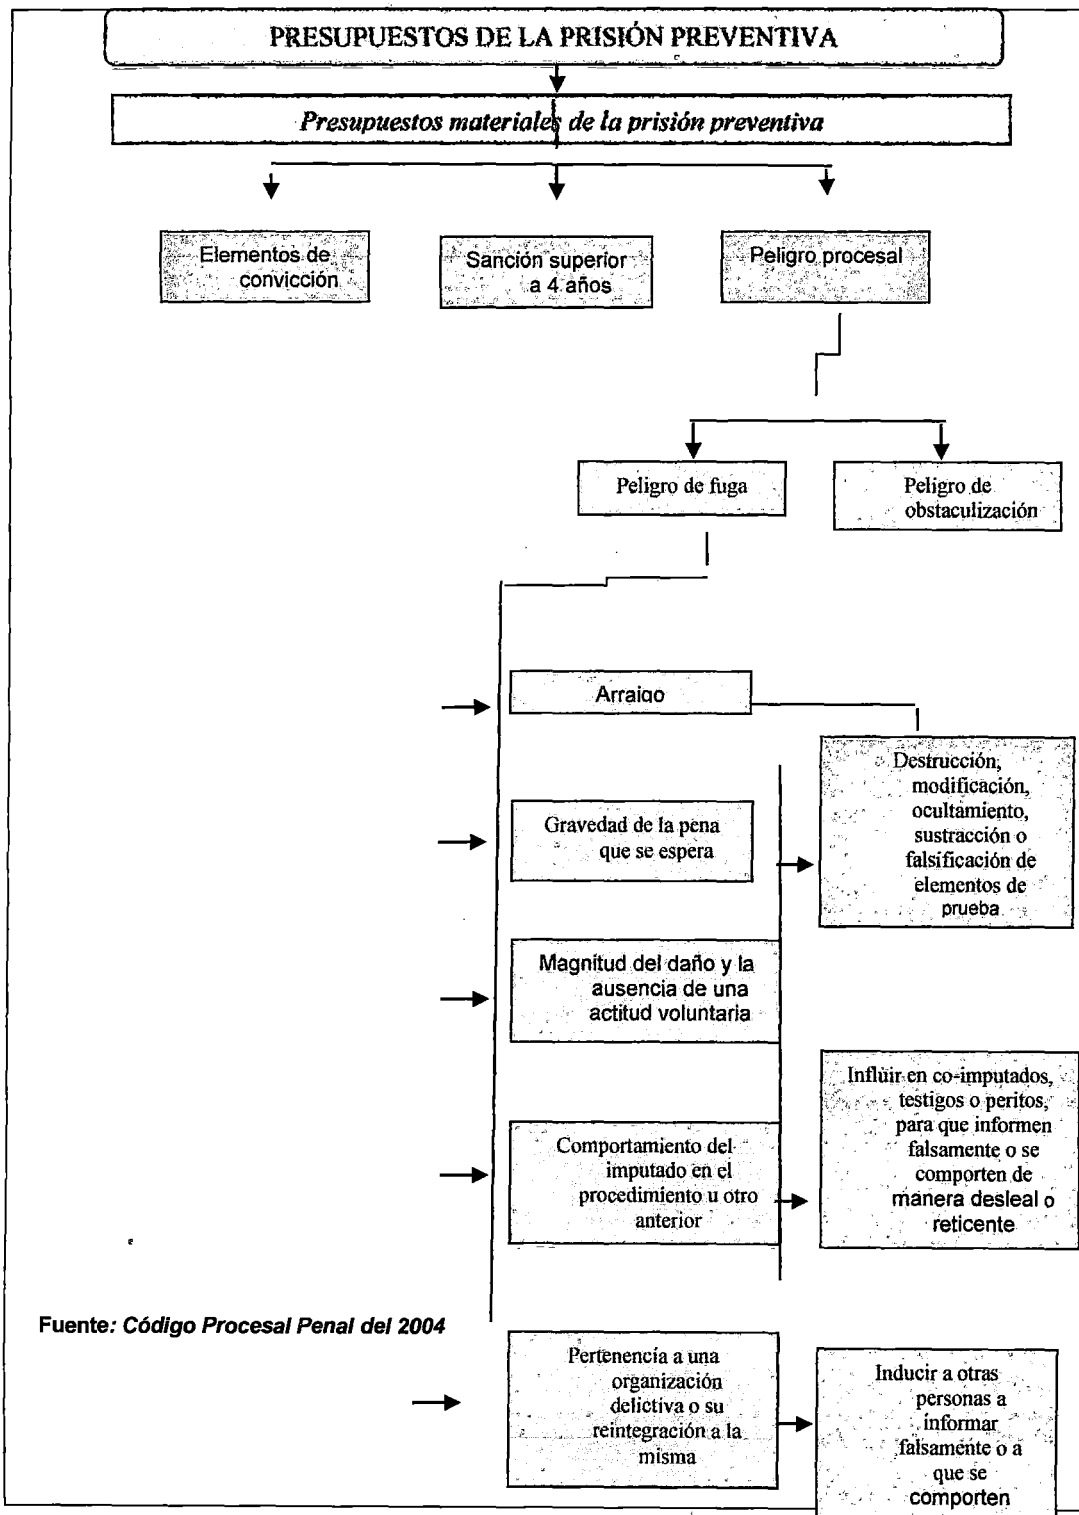 PRESUPUESTOS DE LA PRISIÓN PREVENTIVA
Presupuestos materiales de la prisión preventiva
Elementos de
convicción
Sanción superior
a 4 años
Peligro procesal
Peligro de fuga
Peligro de
obstaculización
Arraigo
Destrucción,
modificación,
ocultamiento,
sustracción o
falsificación de
elementos de
prueba
Gravedad de la pena
que se espera
Magnitud del daño y la
ausencia de una
actitud voluntaria
Influir en co-imputados,
testigos o peritos,
para que informen
falsamente o se
comporten de
manera desleal o
reticente
Comportamiento del
imputado en el
procedimiento u otro
anterior
Fuente: Código Procesal Penal del 2004
Pertenencia a una
organización
delictiva o su
reintegración a la
misma
Inducir a otras
personas a
informar
falsamente o a
que se
comporten